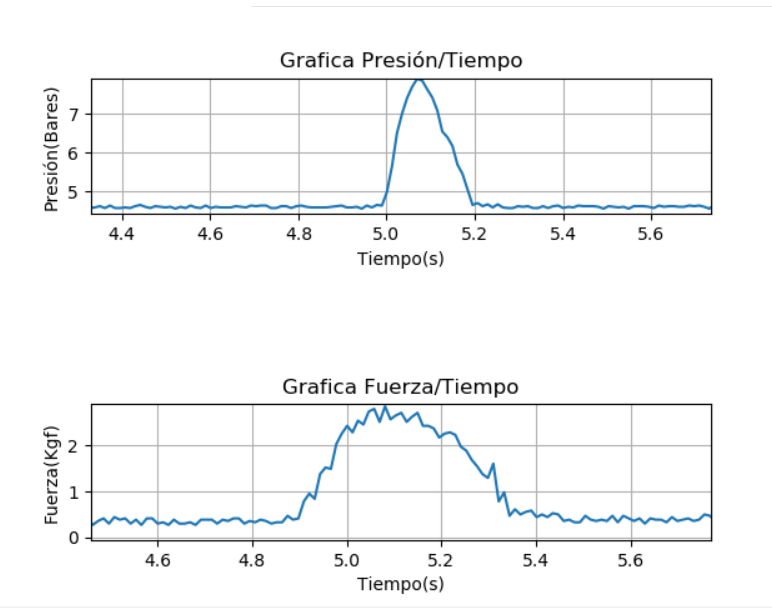 Grafica Presión/Tiempo
Presión(Bares)
7
6
5
4.4 4.6 4.8 5.0 5.2 5.4 5.6
Tiempo(s)
Grafica Fuerza/Tiempo
Fuerza(Kgf)
2
1
0
4.6 4.8 5.0 5.2 5.4 5.6
Tiempo(s)